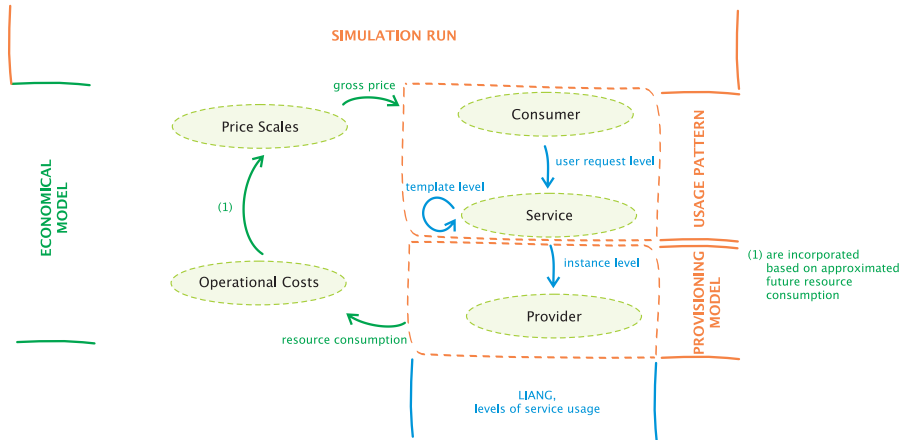 SIMULATION RUN
gross price
Price Scales
Consumer
user request level
template level
Service
(1)
ECONOMICAL
MODEL
USAGE PATTERN
instance level
Operational Costs
Provider
resource consumption
PROVISIONING
MODEL
(1) are incorporated
based on approximated
future resource
consumption
LIANG,
levels of service usage